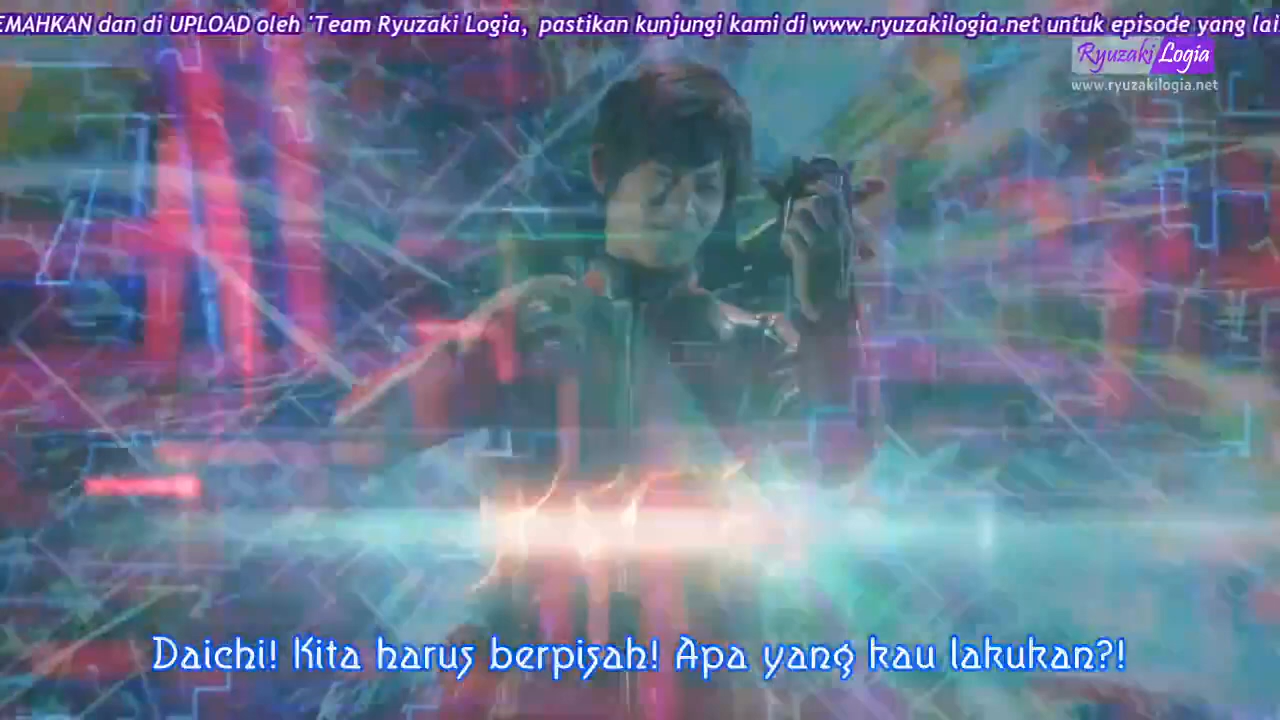 EMAHKAN dan di UPLOAD oleh 'Team Ryuzaki Logia, pastikan kunjungi kami di www.ryuzakilogia.net untuk episode yang lai
Ryuzaki Logia
www.ryuzakilogia.net
Daichi! Kita harus berpisah! Apa yang kau lakukan?!